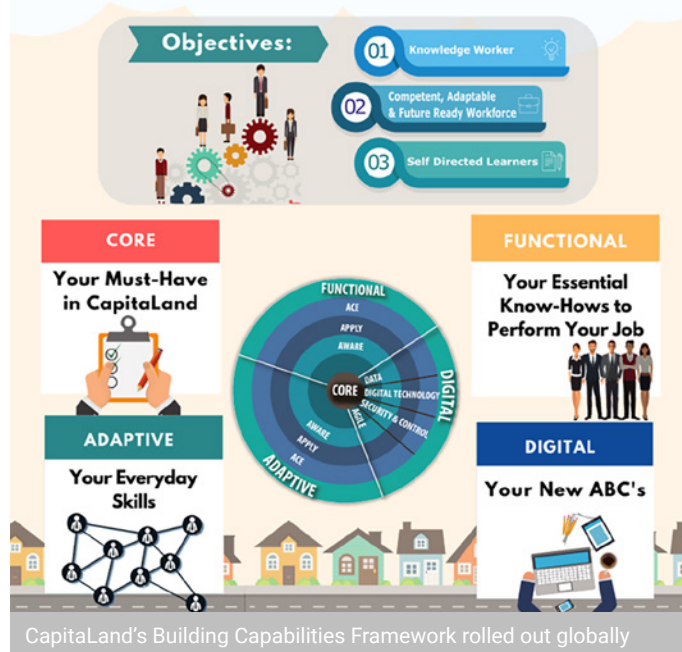 Objectives:
01 Knowledge Worker
02 Competent, Adaptable
& Future Ready Workforce
03 Self Directed Learners
CORE
Your Must-Have
in CapitaLand
FUNCTIONAL
Your Essential
Know-Hows to
Perform Your Job
FUNCTIONAL
ACE
APPLY
AWARE
CORE
DATA
DIGITAL TECHNOLOGY
SECURITY & CONTROL
AGILE
DIGITAL
AWARE
APPLY
ACE
ADAPTIVE
ADAPTIVE
Your Everyday
Skills
DIGITAL
Your New ABC's
CapitaLand's Building Capabilities Framework rolled out globally